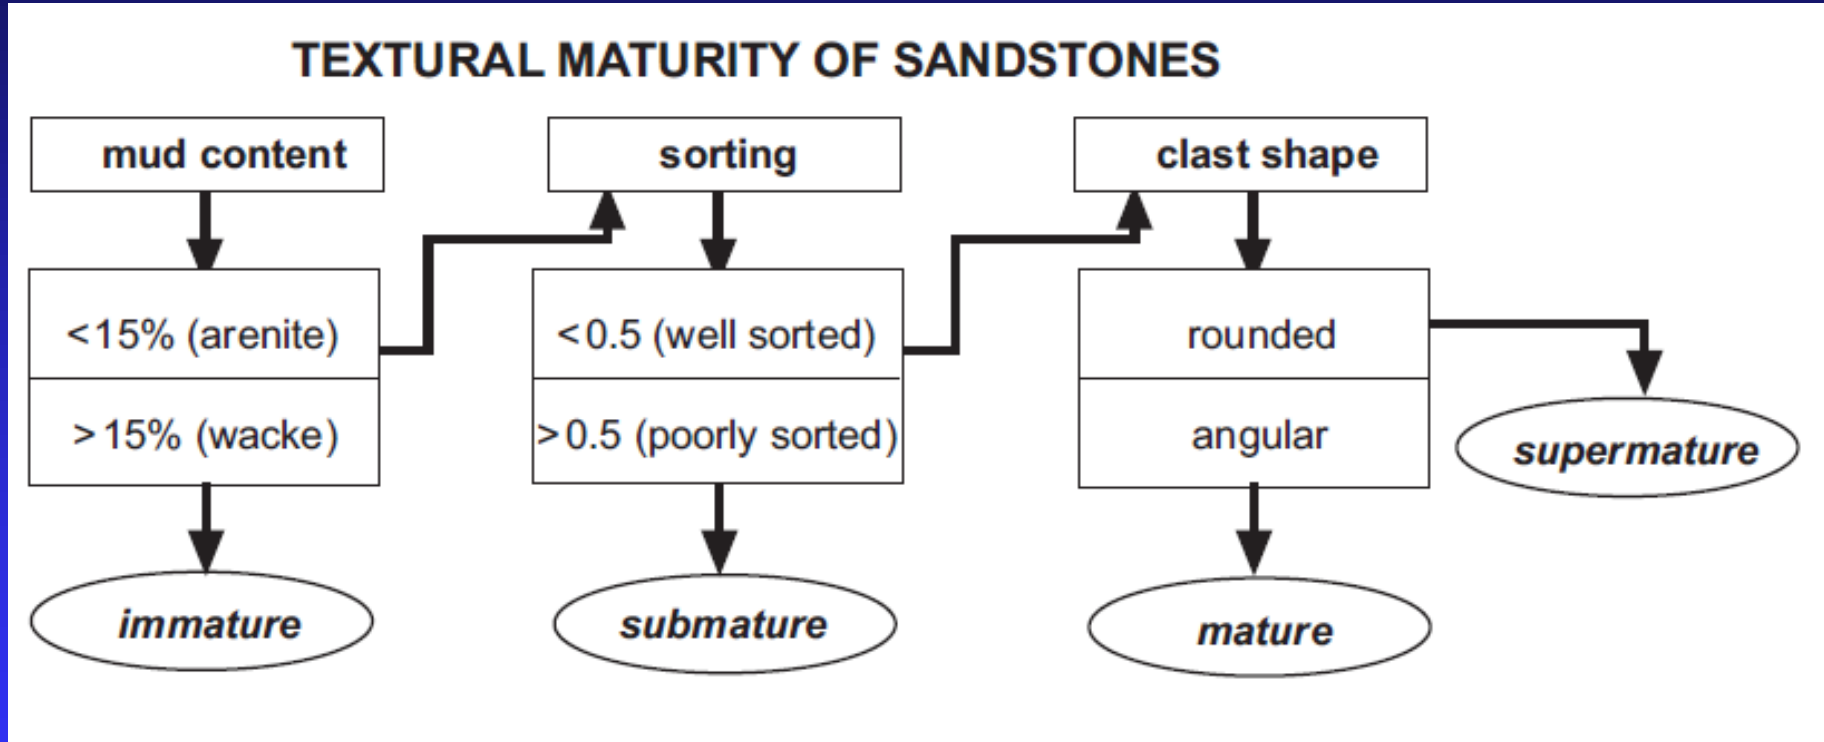 TEXTURAL MATURITY OF SANDSTONES
mud content
sorting
clast shape
<15% (arenite)
<0.5 (well sorted)
rounded
>15% (wacke)
>0.5 (poorly sorted)
angular
supermature
immature
submature
mature